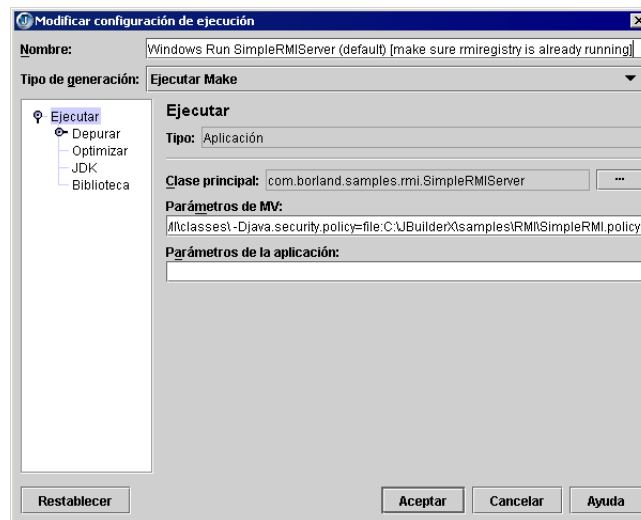 Modificar configuración de ejecución
Nombre: Windows Run SimpleRMIServer (default) [make sure rmiregistry is already running]
Tipo de generación: Ejecutar Make
Ejecutar
Depurar
Optimizar
JDK
Biblioteca
Ejecutar
Tipo: Aplicación
Clase principal: com.borland.samples.rmi.SimpleRMIServer ...
Parámetros de MV:
\classes\ -Djava.security.policy=file:C:\JBuilderX\samples\RMI\SimpleRMI.policy
Parámetros de la aplicación:
Restablecer Aceptar Cancelar Ayuda